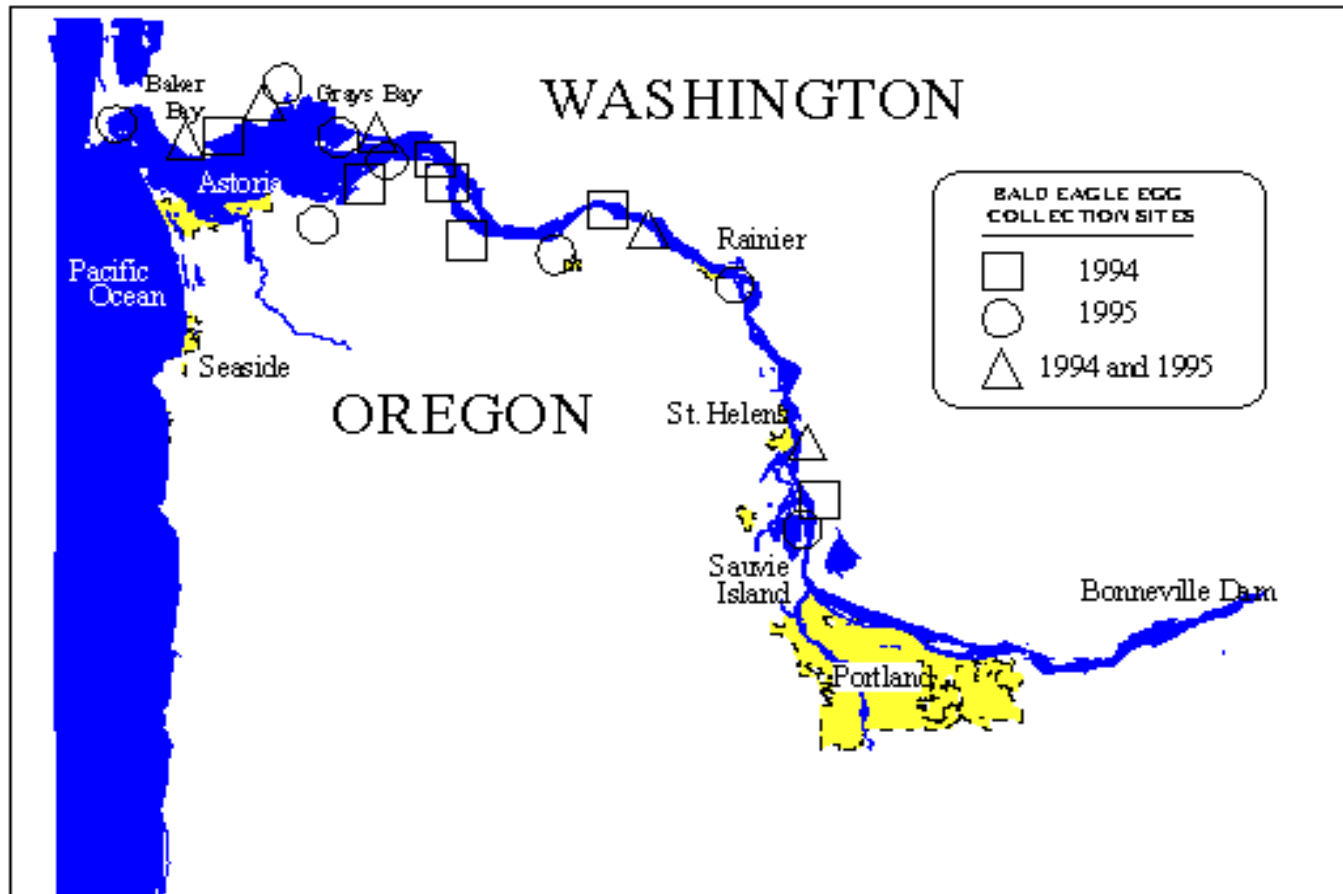 WASHINGTON
Baker
Bay
Grays Bay
Astoria
BALD EAGLE EGG
COLLECTION SITES
1994
1995
1994 and 1995
Rainier
Pacific
Ocean
Seaside
OREGON
St. Helens
Sauvie
Island
Bonneville Dam
Portland